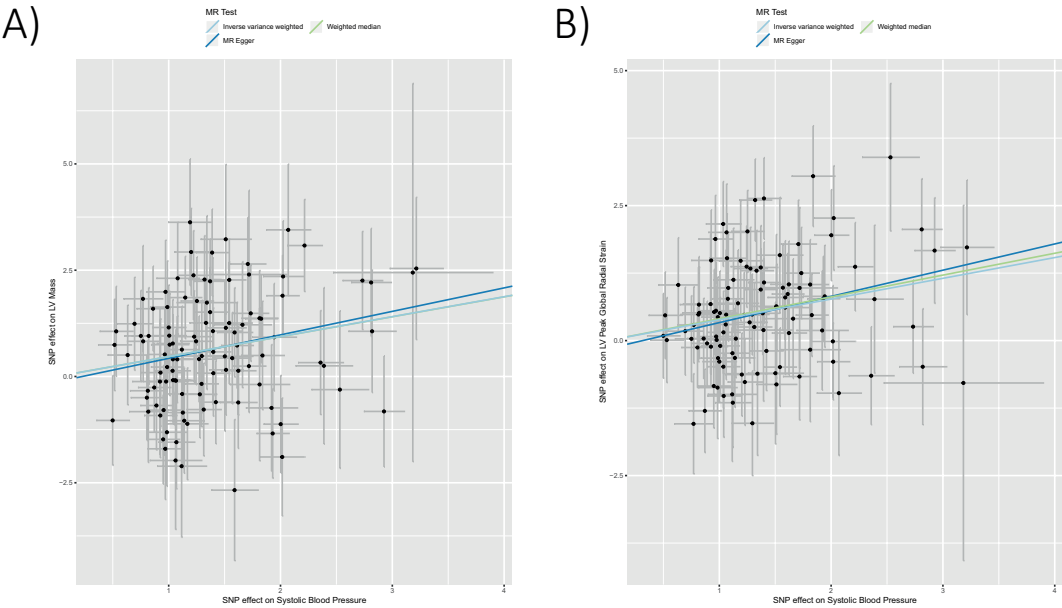 A)
MR Test
Inverse variance weighted
Weighted median
MR Egger
SNP effect on LV Mass
5.0
2.5
0.0
−2.5
1
2
3
4
SNP effect on Systolic Blood Pressure
B)
MR Test
Inverse variance weighted
Weighted median
MR Egger
SNP effect on LV Peak Global Radial Strain
5.0
2.5
0.0
−2.5
1
2
3
4
SNP effect on Systolic Blood Pressure